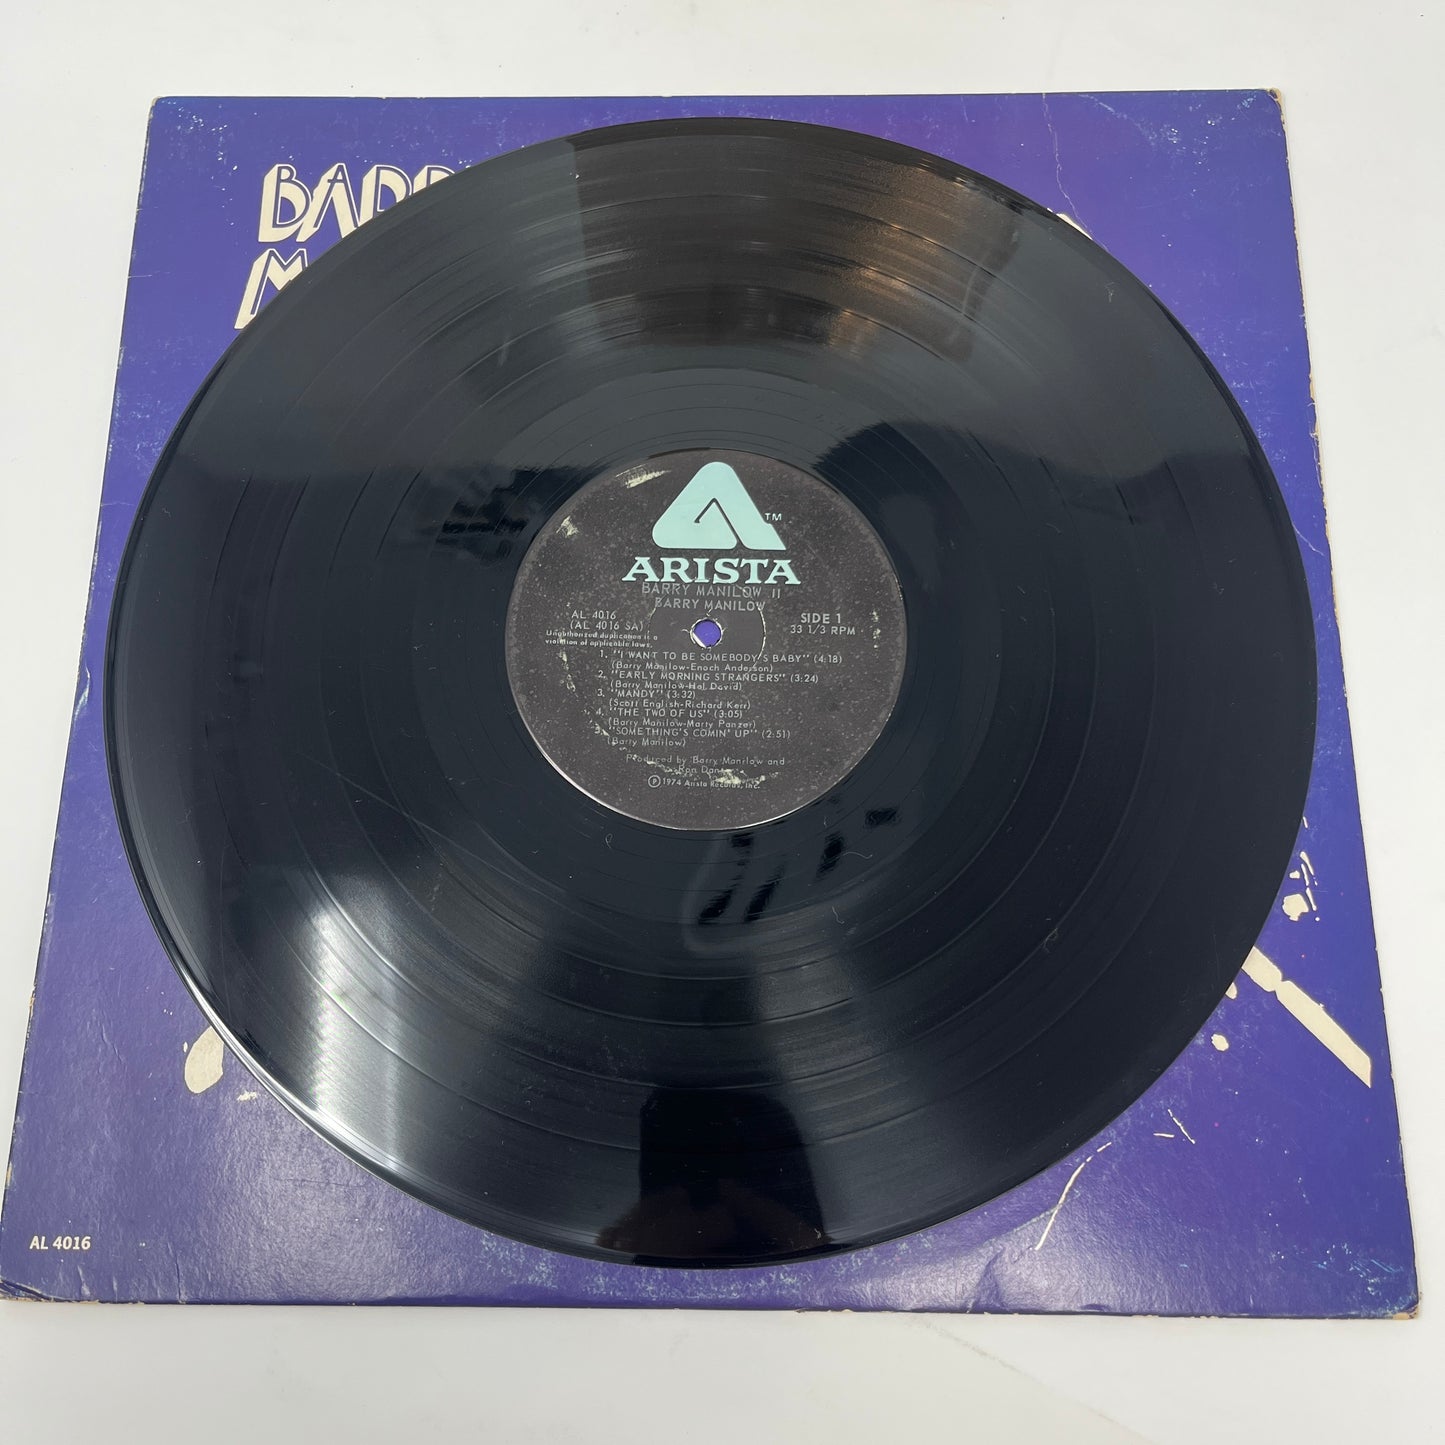 ARISTA
TM
BARRY MANILOW II
BARRY MANILOW
AL 4016
(AL 4016 SA)
SIDE 1
33 1/3 RPM
Unauthorized duplication is a
violation of applicable laws.
1. "I WANT TO BE SOMEBODY'S BABY" (4:18)
(Barry Manilow-Enoch Anderson)
2. "EARLY MORNING STRANGERS" (3:24)
(Barry Manilow-Hal David)
3. "MANDY" (3:32)
(Scott English-Richard Kerr)
4. "THE TWO OF US" (3:05)
(Barry Manilow-Marty Panzer)
5. "SOMETHING'S COMIN' UP" (2:51)
(Barry Manilow)
Produced by Barry Manilow and
Ron
Ⓟ 1974 Arista Records, Inc.
AL 4016